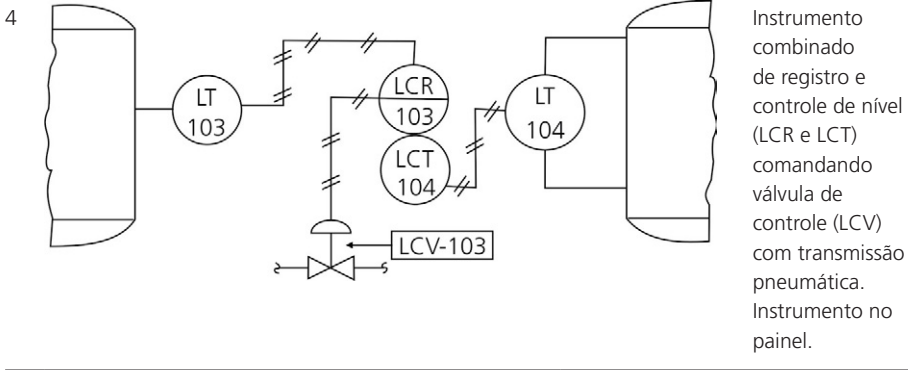 4
LT
103
LCR
103
LCT
104
LT
104
LCV-103
Instrumento
combinado
de registro e
controle de nível
(LCR e LCT)
comandando
válvula de
controle (LCV)
com transmissão
pneumática.
Instrumento no
painel.